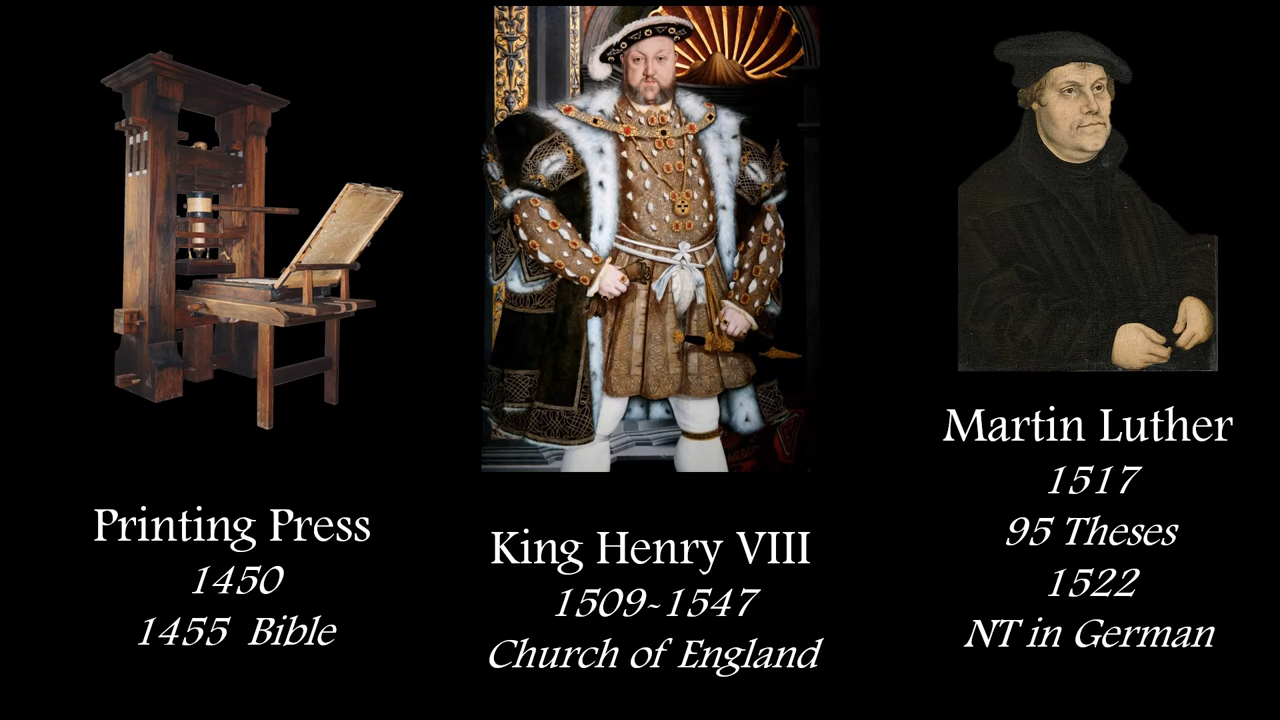 Printing Press
1450
1455 Bible
King Henry VIII
1509-1547
Church of England
Martin Luther
1517
95 Theses
1522
NT in German